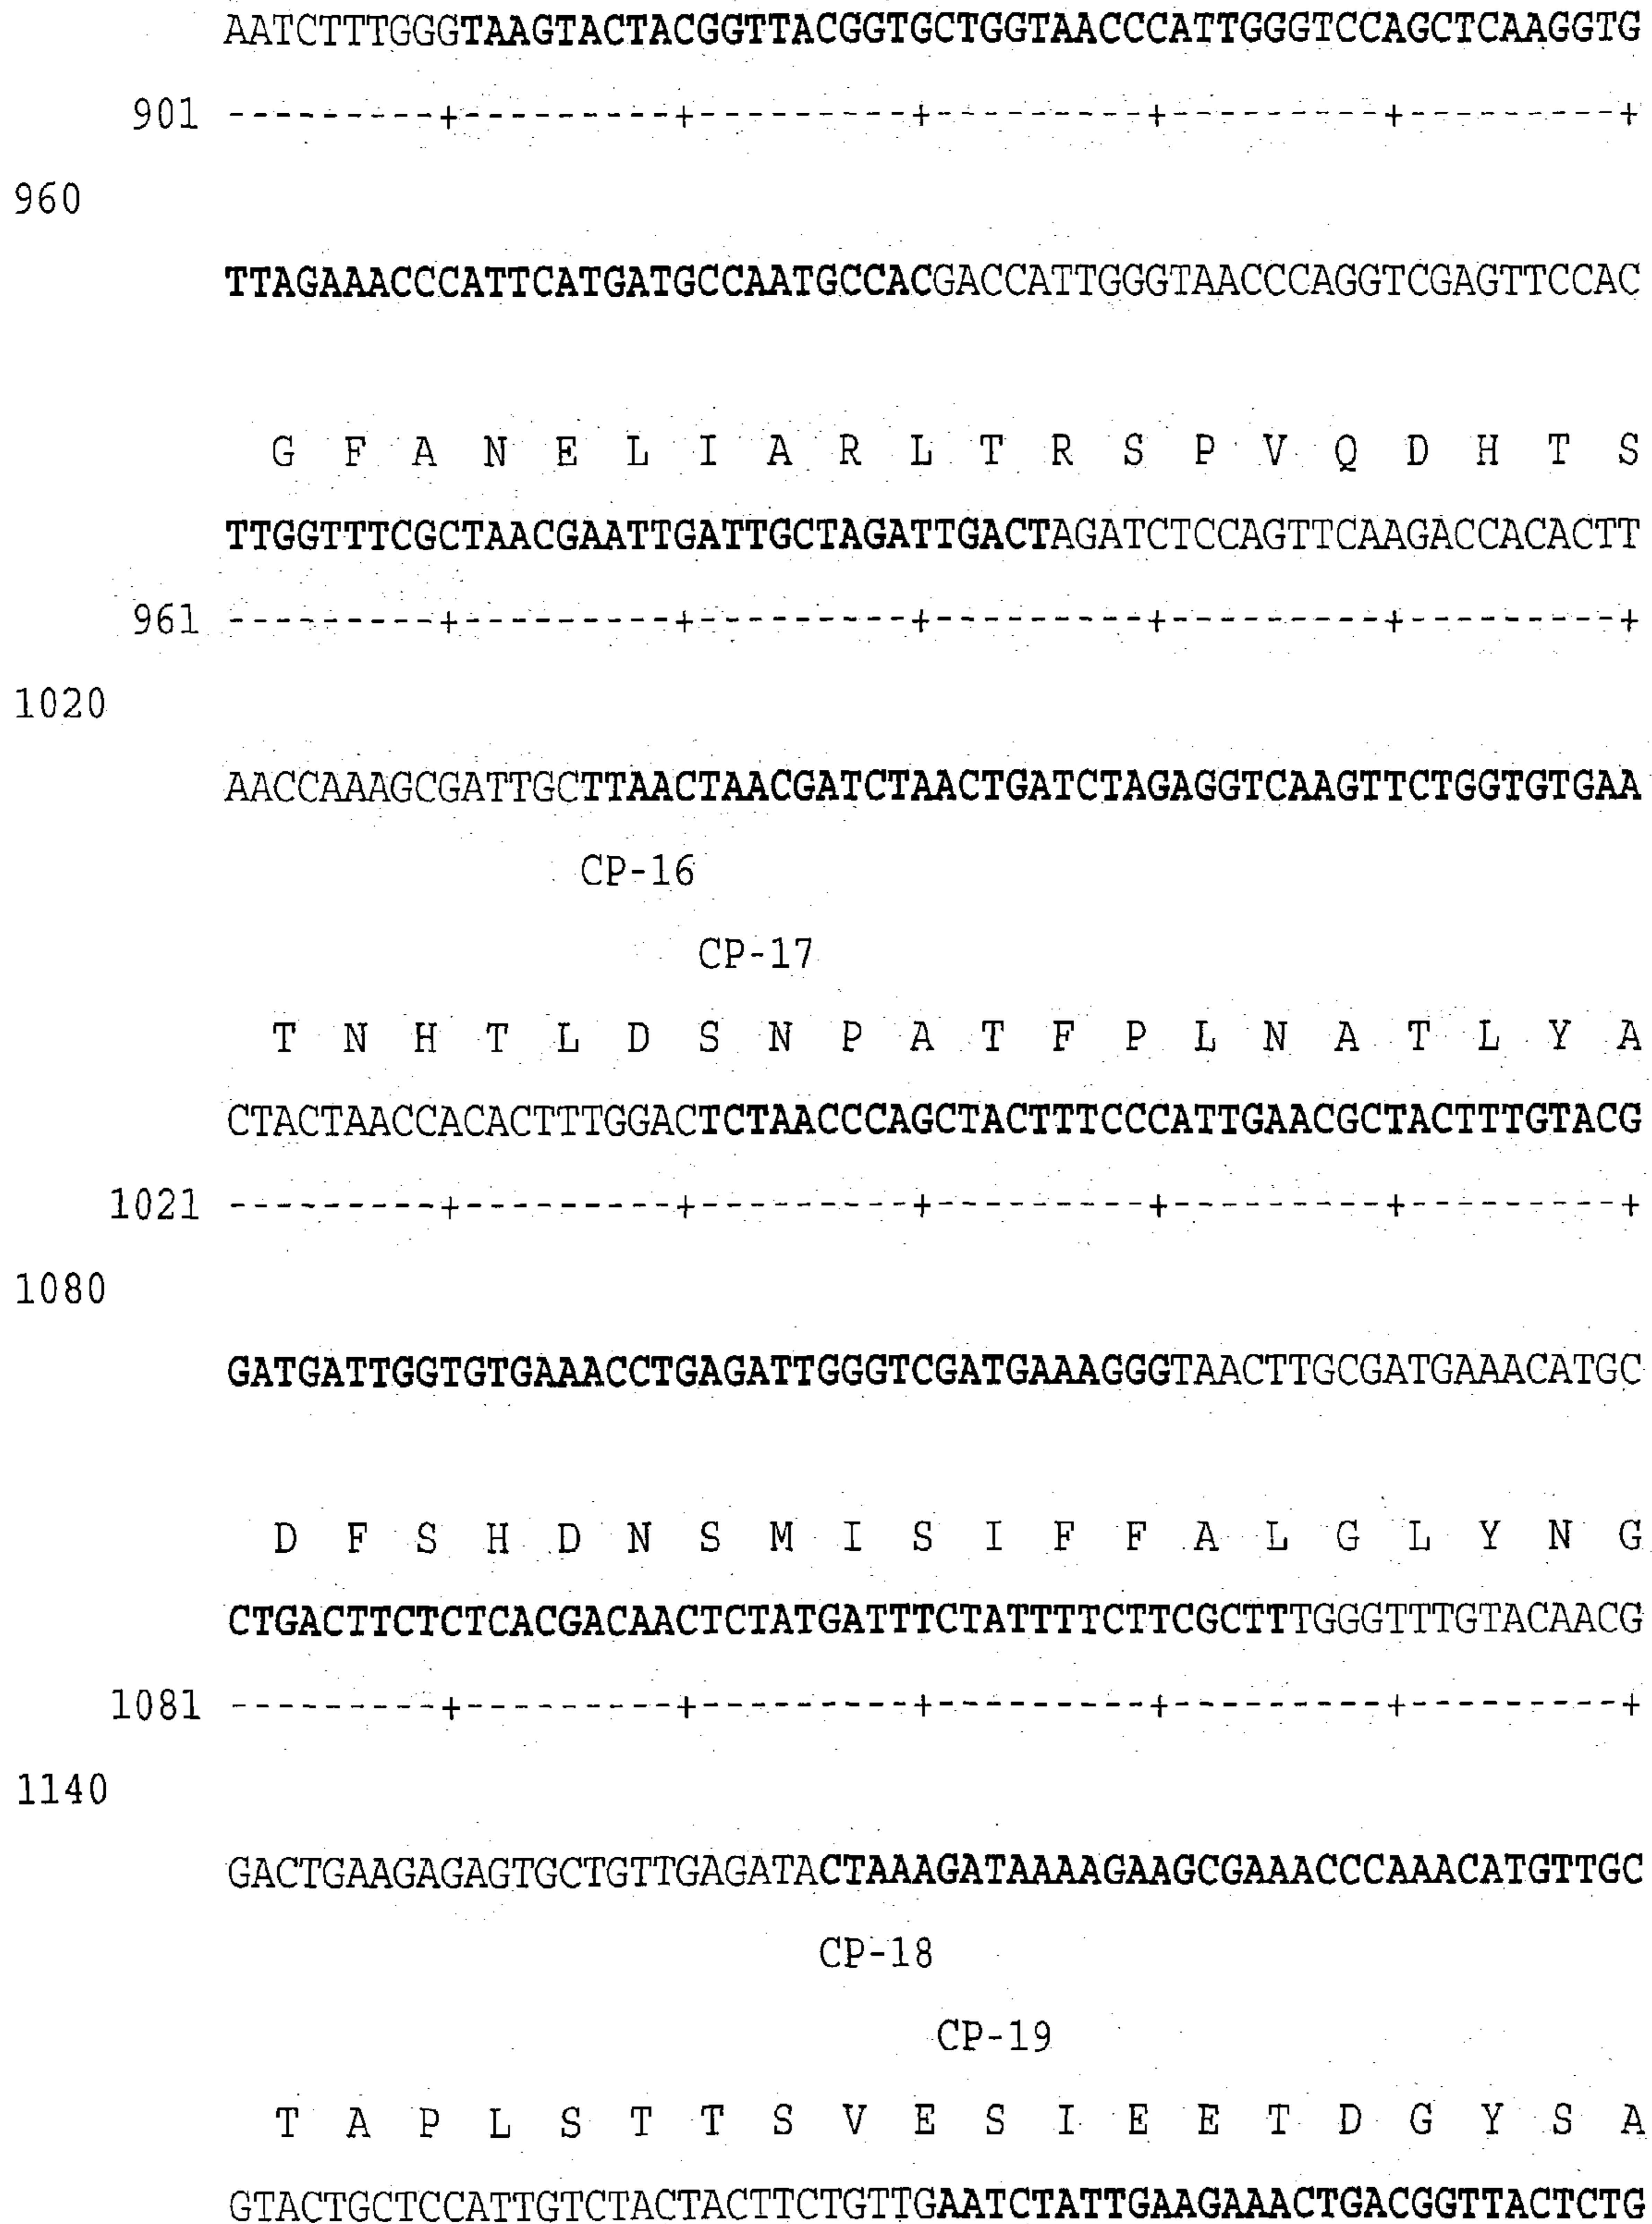 AATCTTTGGGTAAGTACTACGGTTACGGTGCTGGTAACCCATTGGGTCCAGCTCAAGGTG
901 ---------+---------+---------+---------+---------+---------+
960
TTAGAAACCCATTCATGATGCCAATGCCACGACCATTGGGTAACCCAGGTCGAGTTCCAC
G F A N E L I A R L T R S P V Q D H T S
TTGGTTTCGCTAACGAATTGATTGCTAGATTGACTAGATCTCCAGTTCAAGACCACACTT
961 ---------+---------+---------+---------+---------+---------+
1020
AACCAAAGCGATTGCTTAACTAACGATCTAACTGATCTAGAGGTCAAGTTCTGGTGTGAA
CP-16
CP-17
T N H T L D S N P A T F P L N A T L Y A
CTACTAACCACACTTTGGACTCTAACCCAGCTACTTTCCCATTGAACGCTACTTTGTACG
1021 ---------+---------+---------+---------+---------+---------+
1080
GATGATTGGTGTGAAACCTGAGATTGGGTCGATGAAAGGGTAACTTGCGATGAAACATGC
D F S H D N S M I S I F F A L G L Y N G
CTGACTTCTCTCACGACAACTCTATGATTTCTATTTTCTTCGCTTTGGGTTTGTACAACG
1081 ---------+---------+---------+---------+---------+---------+
1140
GACTGAAGAGAGTGCTGTTGAGATACTAAAGATAAAAGAAGCGAAACCCAAACATGTTGC
CP-18
CP-19
T A P L S T T S V E S I E E T D G Y S A
GTACTGCTCCATTGTCTACTACTTCTGTTGAATCTATTGAAGAAACTGACGGTTACTCTG